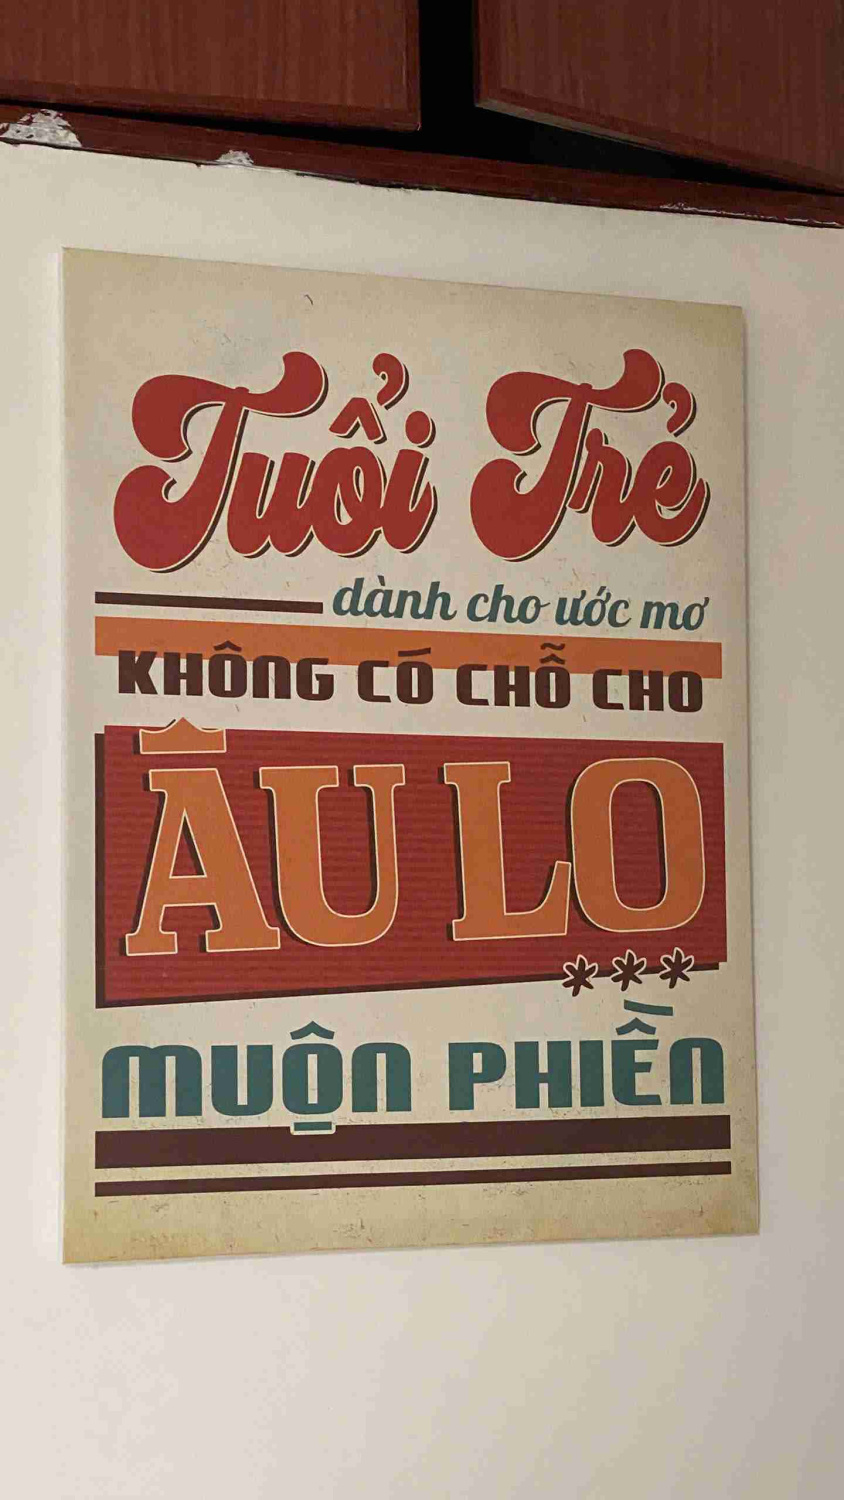 Tuổi Trẻ
dành cho ước mơ
KHÔNG CÓ CHỖ CHO
ÂU LO
***
MUỘN PHIỀN